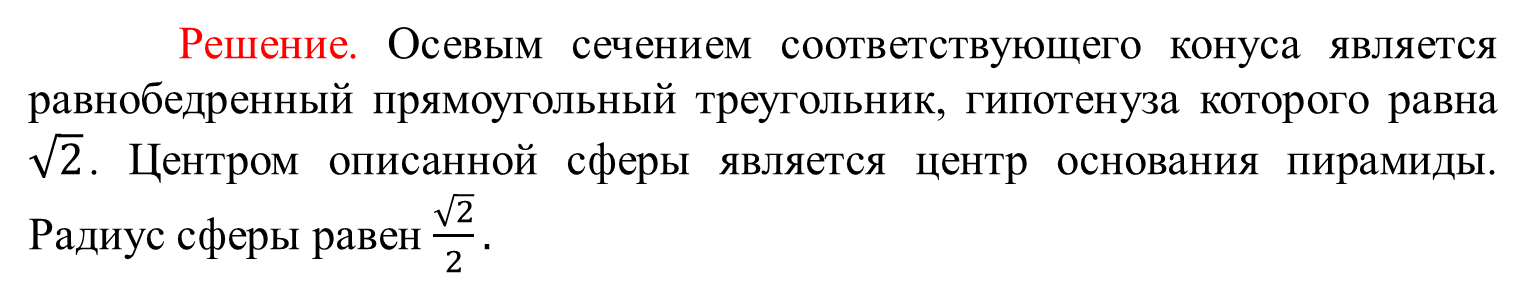 Решение. Осевым сечением соответствующего конуса является
равнобедренный прямоугольный треугольник, гипотенуза которого равна
√2. Центром описанной сферы является центр основания пирамиды.
Радиус сферы равен √2/2.